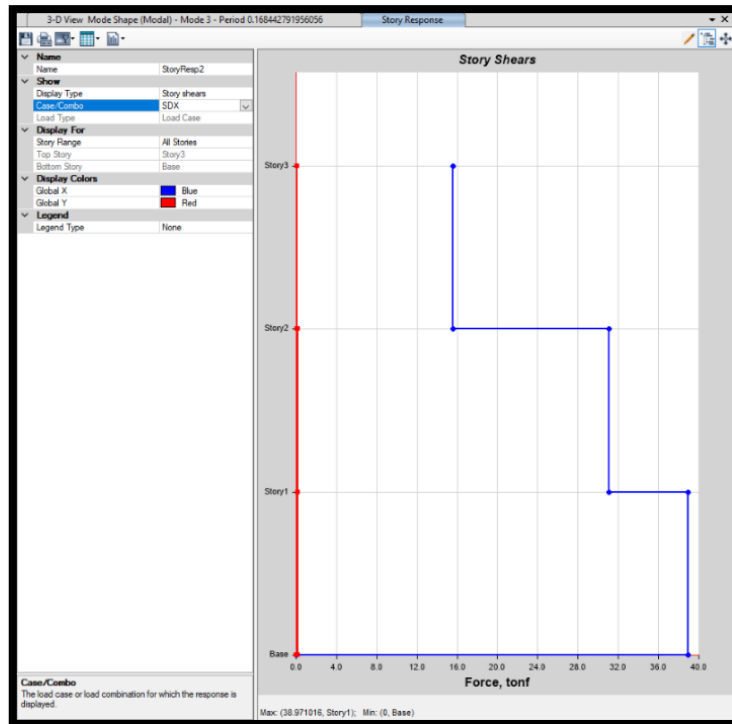 3-D View Mode Shape (Modal) - Mode 3 - Period 0.168442791956056
Story Response
Name
Name StoryResp2
Show
Display Type Story shears
Case/Combo SDX
Load Type Load Case
Display For
Story Range All Stories
Top Story Story3
Bottom Story Base
Display Colors
Global X Blue
Global Y Red
Legend
Legend Type None
Case/Combo
The load case or load combination for which the response is
displayed.
Story Shears
Story3
Story2
Story1
Base
0.0 4.0 8.0 12.0 16.0 20.0 24.0 28.0 32.0 36.0 40.0
Force, tonf
Max: (38.971016, Story1); Min: (0, Base)